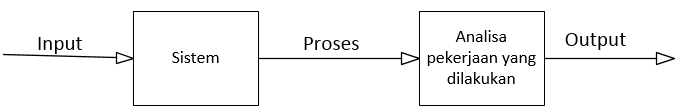 Input
Sistem
Proses
Analisa
pekerjaan yang
dilakukan
Output